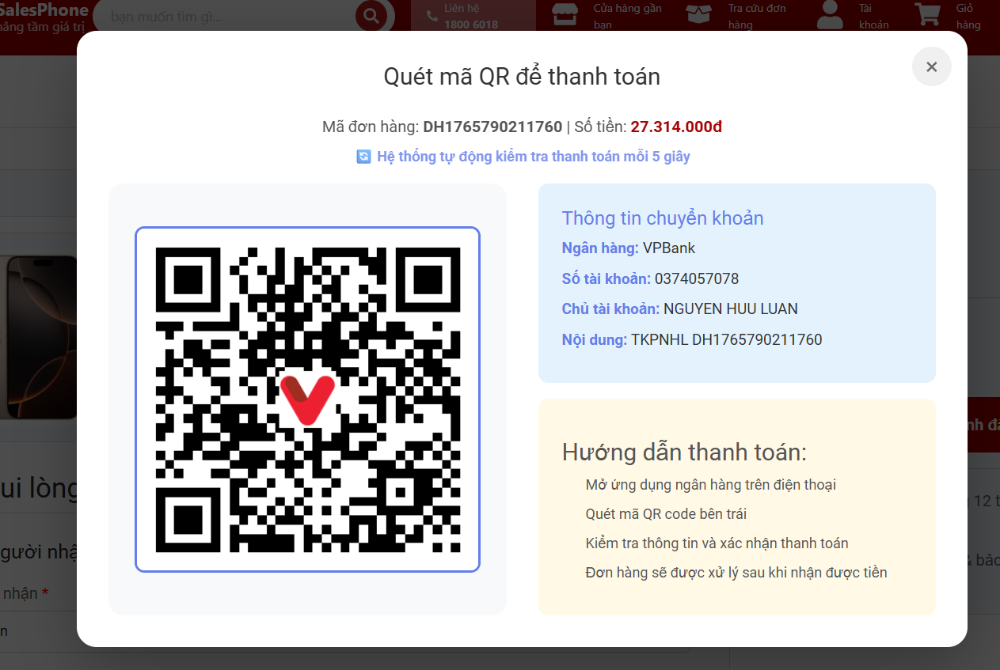 SalesPhone
nâng tầm giá trị
bạn muốn tìm gì...
Liên hệ
1800 6018
Cửa hàng gần
bạn
Tra cứu đơn
hàng
Tài
khoản
Giỏ
hàng
Quét mã QR để thanh toán
×
Mã đơn hàng: DH1765790211760 | Số tiền: 27.314.000đ
Hệ thống tự động kiểm tra thanh toán mỗi 5 giây
Thông tin chuyển khoản
Ngân hàng: VPBank
Số tài khoản: 0374057078
Chủ tài khoản: NGUYEN HUU LUAN
Nội dung: TKPNHL DH1765790211760
Hướng dẫn thanh toán:
Mở ứng dụng ngân hàng trên điện thoại
Quét mã QR code bên trái
Kiểm tra thông tin và xác nhận thanh toán
Đơn hàng sẽ được xử lý sau khi nhận được tiền
ui lòng
gười nhậ
nhận *
n
nh đá
12 t
& bảo